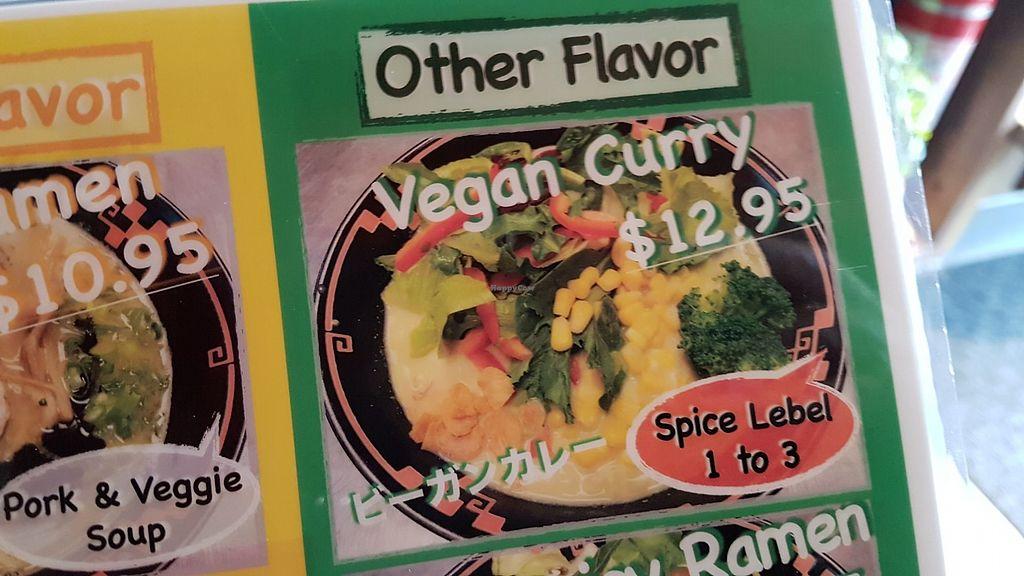 avor
amen
$10.95
Pork & Veggie
Soup
Other Flavor
Vegan Curry
$12.95
HappyCow
Spice Lebel
1 to 3
ビーガンカレー
Ramen